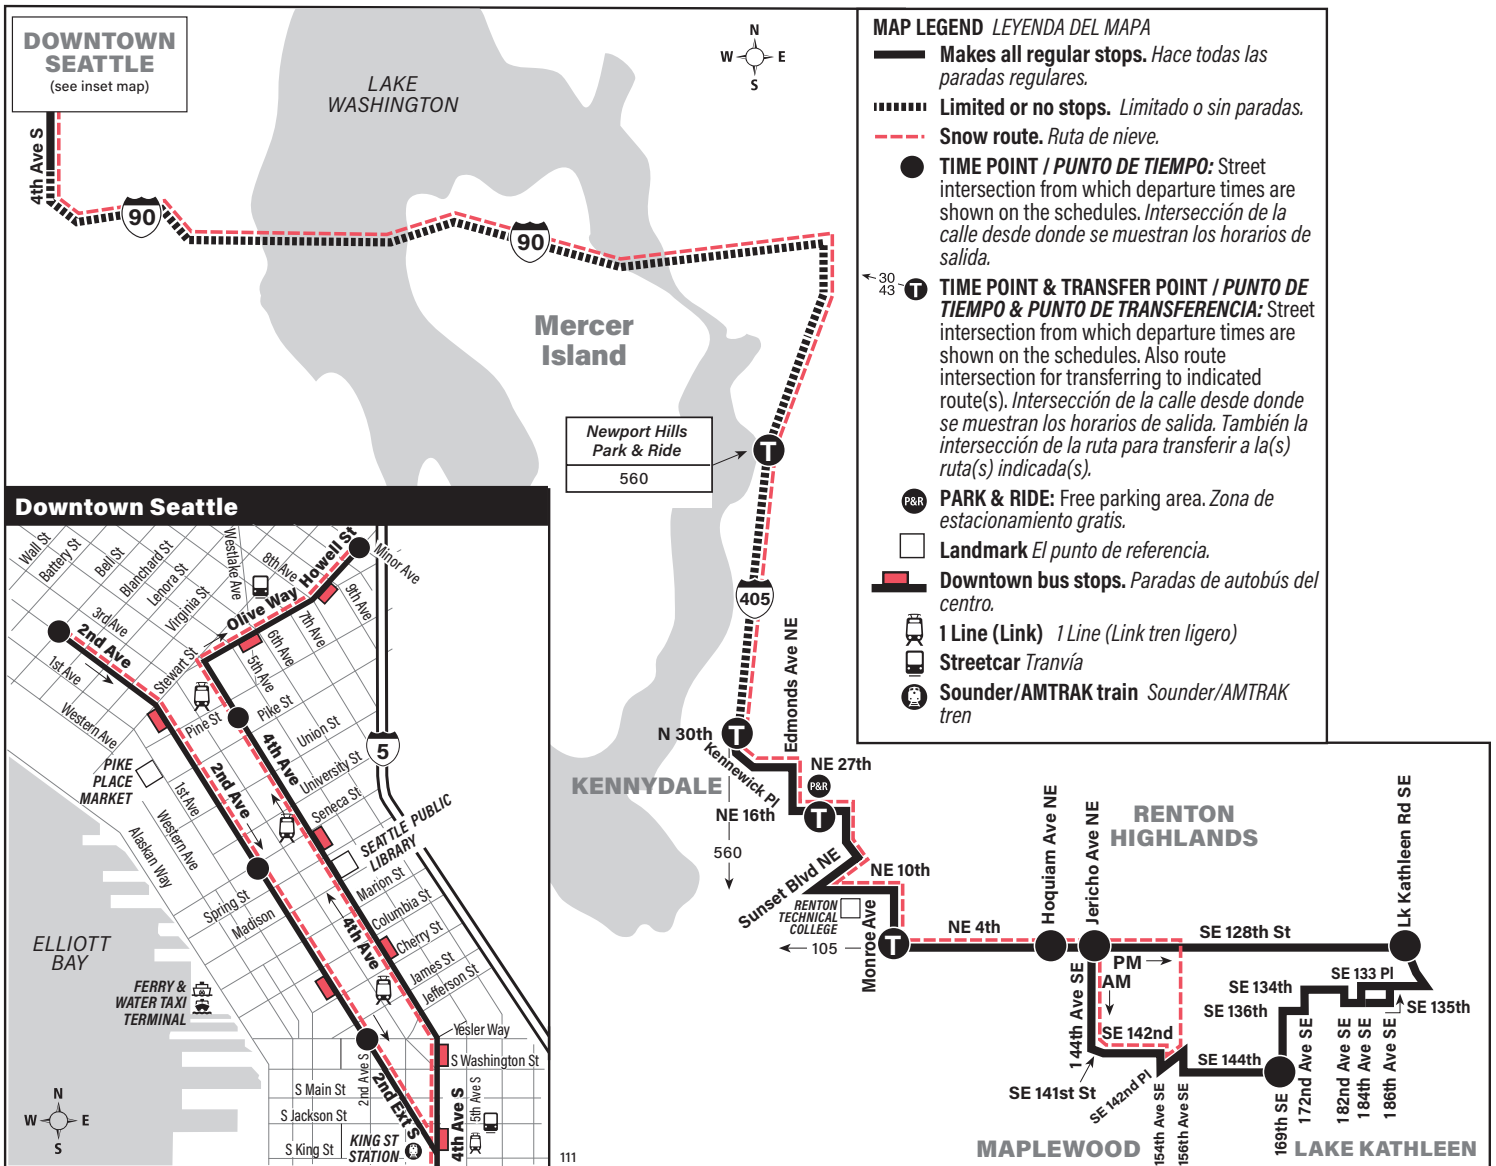 DOWNTOWN
SEATTLE
(see inset map)
4th Ave S
90
LAKE
WASHINGTON
N
W E
S
90
Mercer
Island
Newport Hills
Park & Ride
560
T
405
Edmonds Ave NE
N 30th
T
Kennewick Pl
KENNYDALE
NE 27th
P&R
NE 16th
T
560
Sunset Blvd NE
NE 10th
RENTON
TECHNICAL
COLLEGE
105
Monroe Ave
T
NE 4th
Hoquiam Ave NE
Jericho Ave NE
RENTON
HIGHLANDS
Lk Kathleen Rd SE
SE 128th St
PM
AM
144th Ave SE
SE 142nd
SE 141st St
SE 142nd Pl
154th Ave SE
156th Ave SE
SE 144th
169th SE
SE 136th
SE 134th
SE 133 Pl
SE 135th
172nd Ave SE
182nd Ave SE
184th Ave SE
186th Ave SE
MAPLEWOOD
LAKE KATHLEEN
MAP LEGEND LEYENDA DEL MAPA
Makes all regular stops. Hace todas las
paradas regulares.
Limited or no stops. Limitado o sin paradas.
Snow route. Ruta de nieve.
TIME POINT / PUNTO DE TIEMPO: Street
intersection from which departure times are
shown on the schedules. Intersección de la
calle desde donde se muestran los horarios de
salida.
30
43
T
TIME POINT & TRANSFER POINT / PUNTO DE
TIEMPO & PUNTO DE TRANSFERENCIA: Street
intersection from which departure times are
shown on the schedules. Also route
intersection for transferring to indicated
route(s). Intersección de la calle desde donde
se muestran los horarios de salida. También la
intersección de la ruta para transferir a la(s)
ruta(s) indicada(s).
P&R
PARK & RIDE: Free parking area. Zona de
estacionamiento gratis.
Landmark El punto de referencia.
Downtown bus stops. Paradas de autobús del
centro.
1 Line (Link) 1 Line (Link tren ligero)
Streetcar Tranvía
Sounder/AMTRAK train Sounder/AMTRAK
tren
Downtown Seattle
Wall St
Battery St
Bell St
Blanchard St
Lenora St
Virginia St
Westlake Ave
8th Ave
Howell St
Minor Ave
9th Ave
Olive Way
7th Ave
6th Ave
5th Ave
3rd Ave
2nd Ave
1st Ave
Stewart St
Western Ave
Pine St
Pike St
Union St
4th Ave
University St
Seneca St
5
PIKE
PLACE
MARKET
1st Ave
2nd Ave
Western Ave
Alaskan Way
SEATTLE PUBLIC
LIBRARY
Marion St
Columbia St
Cherry St
James St
Jefferson St
Spring St
Madison
4th Ave
ELLIOTT
BAY
FERRY &
WATER TAXI
TERMINAL
Yesler Way
S Washington St
2nd Ave S
S Main St
S Jackson St
S King St
2nd Ext S
4th Ave S
5th Ave S
KING ST
STATION
N
W E
S
111